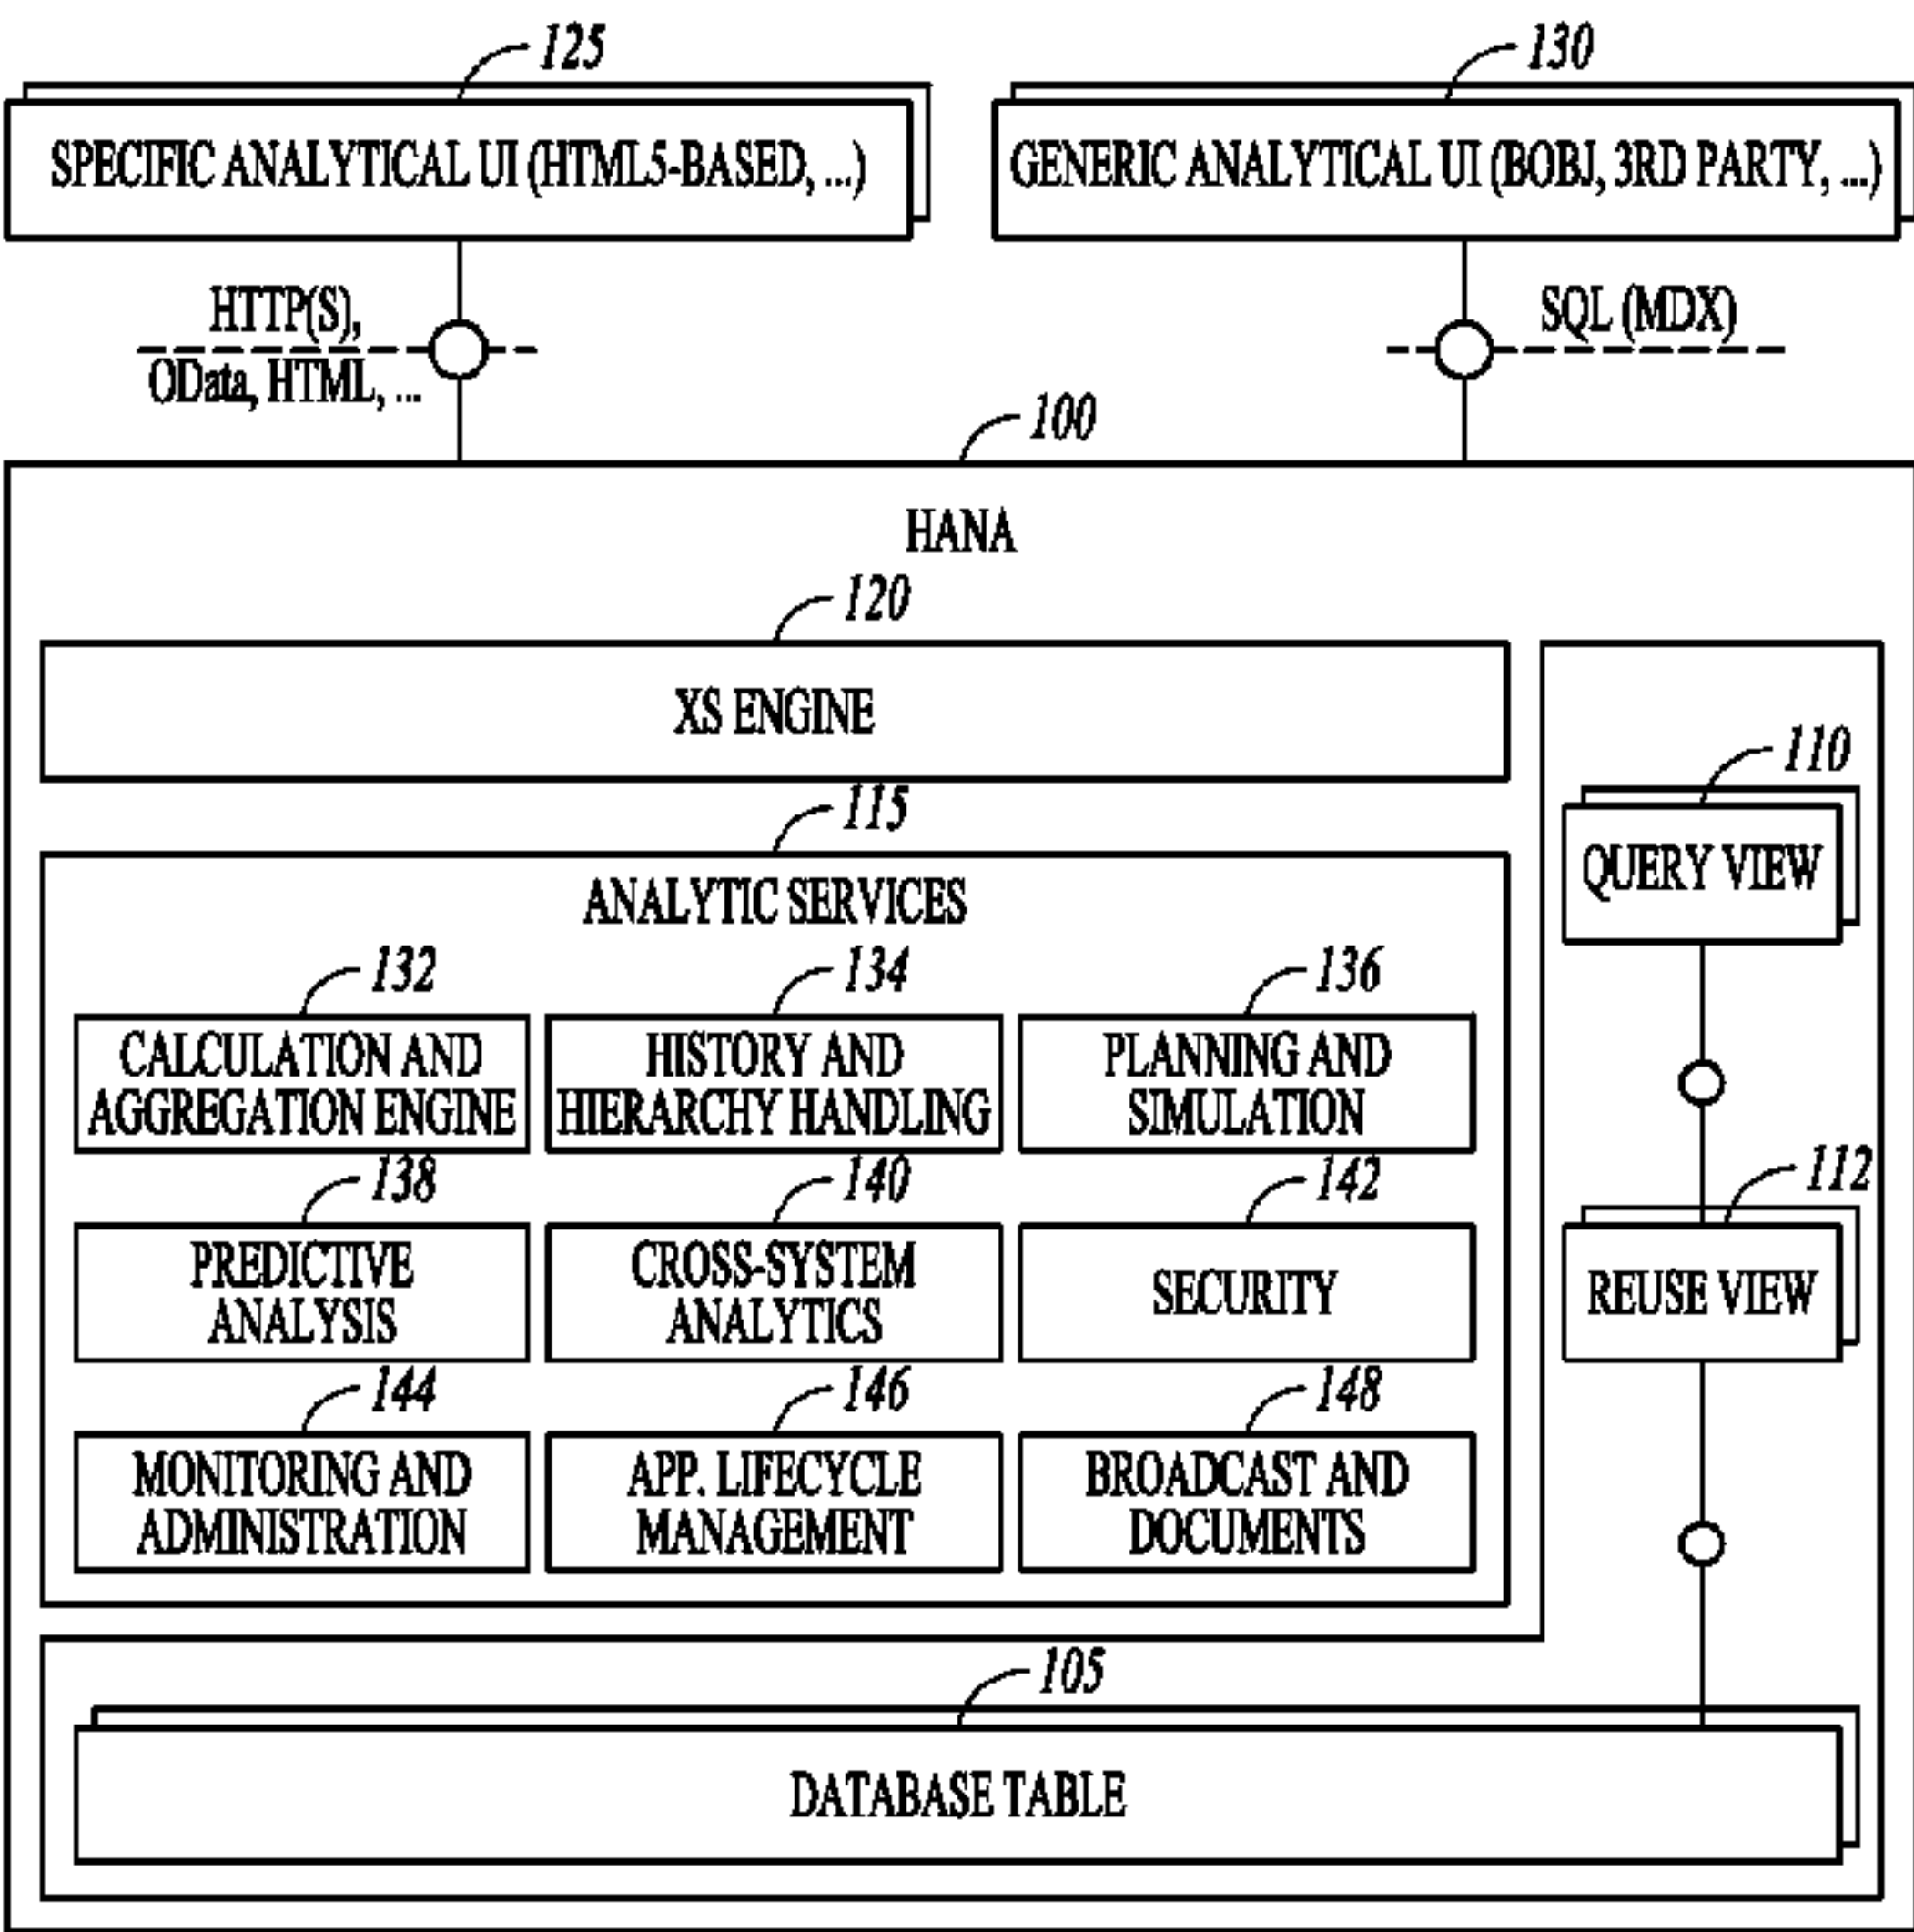 125
130
SPECIFIC ANALYTICAL UI (HTML5-BASED, ...)
GENERIC ANALYTICAL UI (BOBJ, 3RD PARTY, ...)
HTTP(S),
OData, HTML, ...
SQL (MDX)
100
HANA
120
XS ENGINE
110
QUERY VIEW
115
ANALYTIC SERVICES
132
134
136
CALCULATION AND
AGGREGATION ENGINE
HISTORY AND
HIERARCHY HANDLING
PLANNING AND
SIMULATION
138
140
142
112
PREDICTIVE
ANALYSIS
CROSS-SYSTEM
ANALYTICS
SECURITY
REUSE VIEW
144
146
148
MONITORING AND
ADMINISTRATION
APP. LIFECYCLE
MANAGEMENT
BROADCAST AND
DOCUMENTS
105
DATABASE TABLE